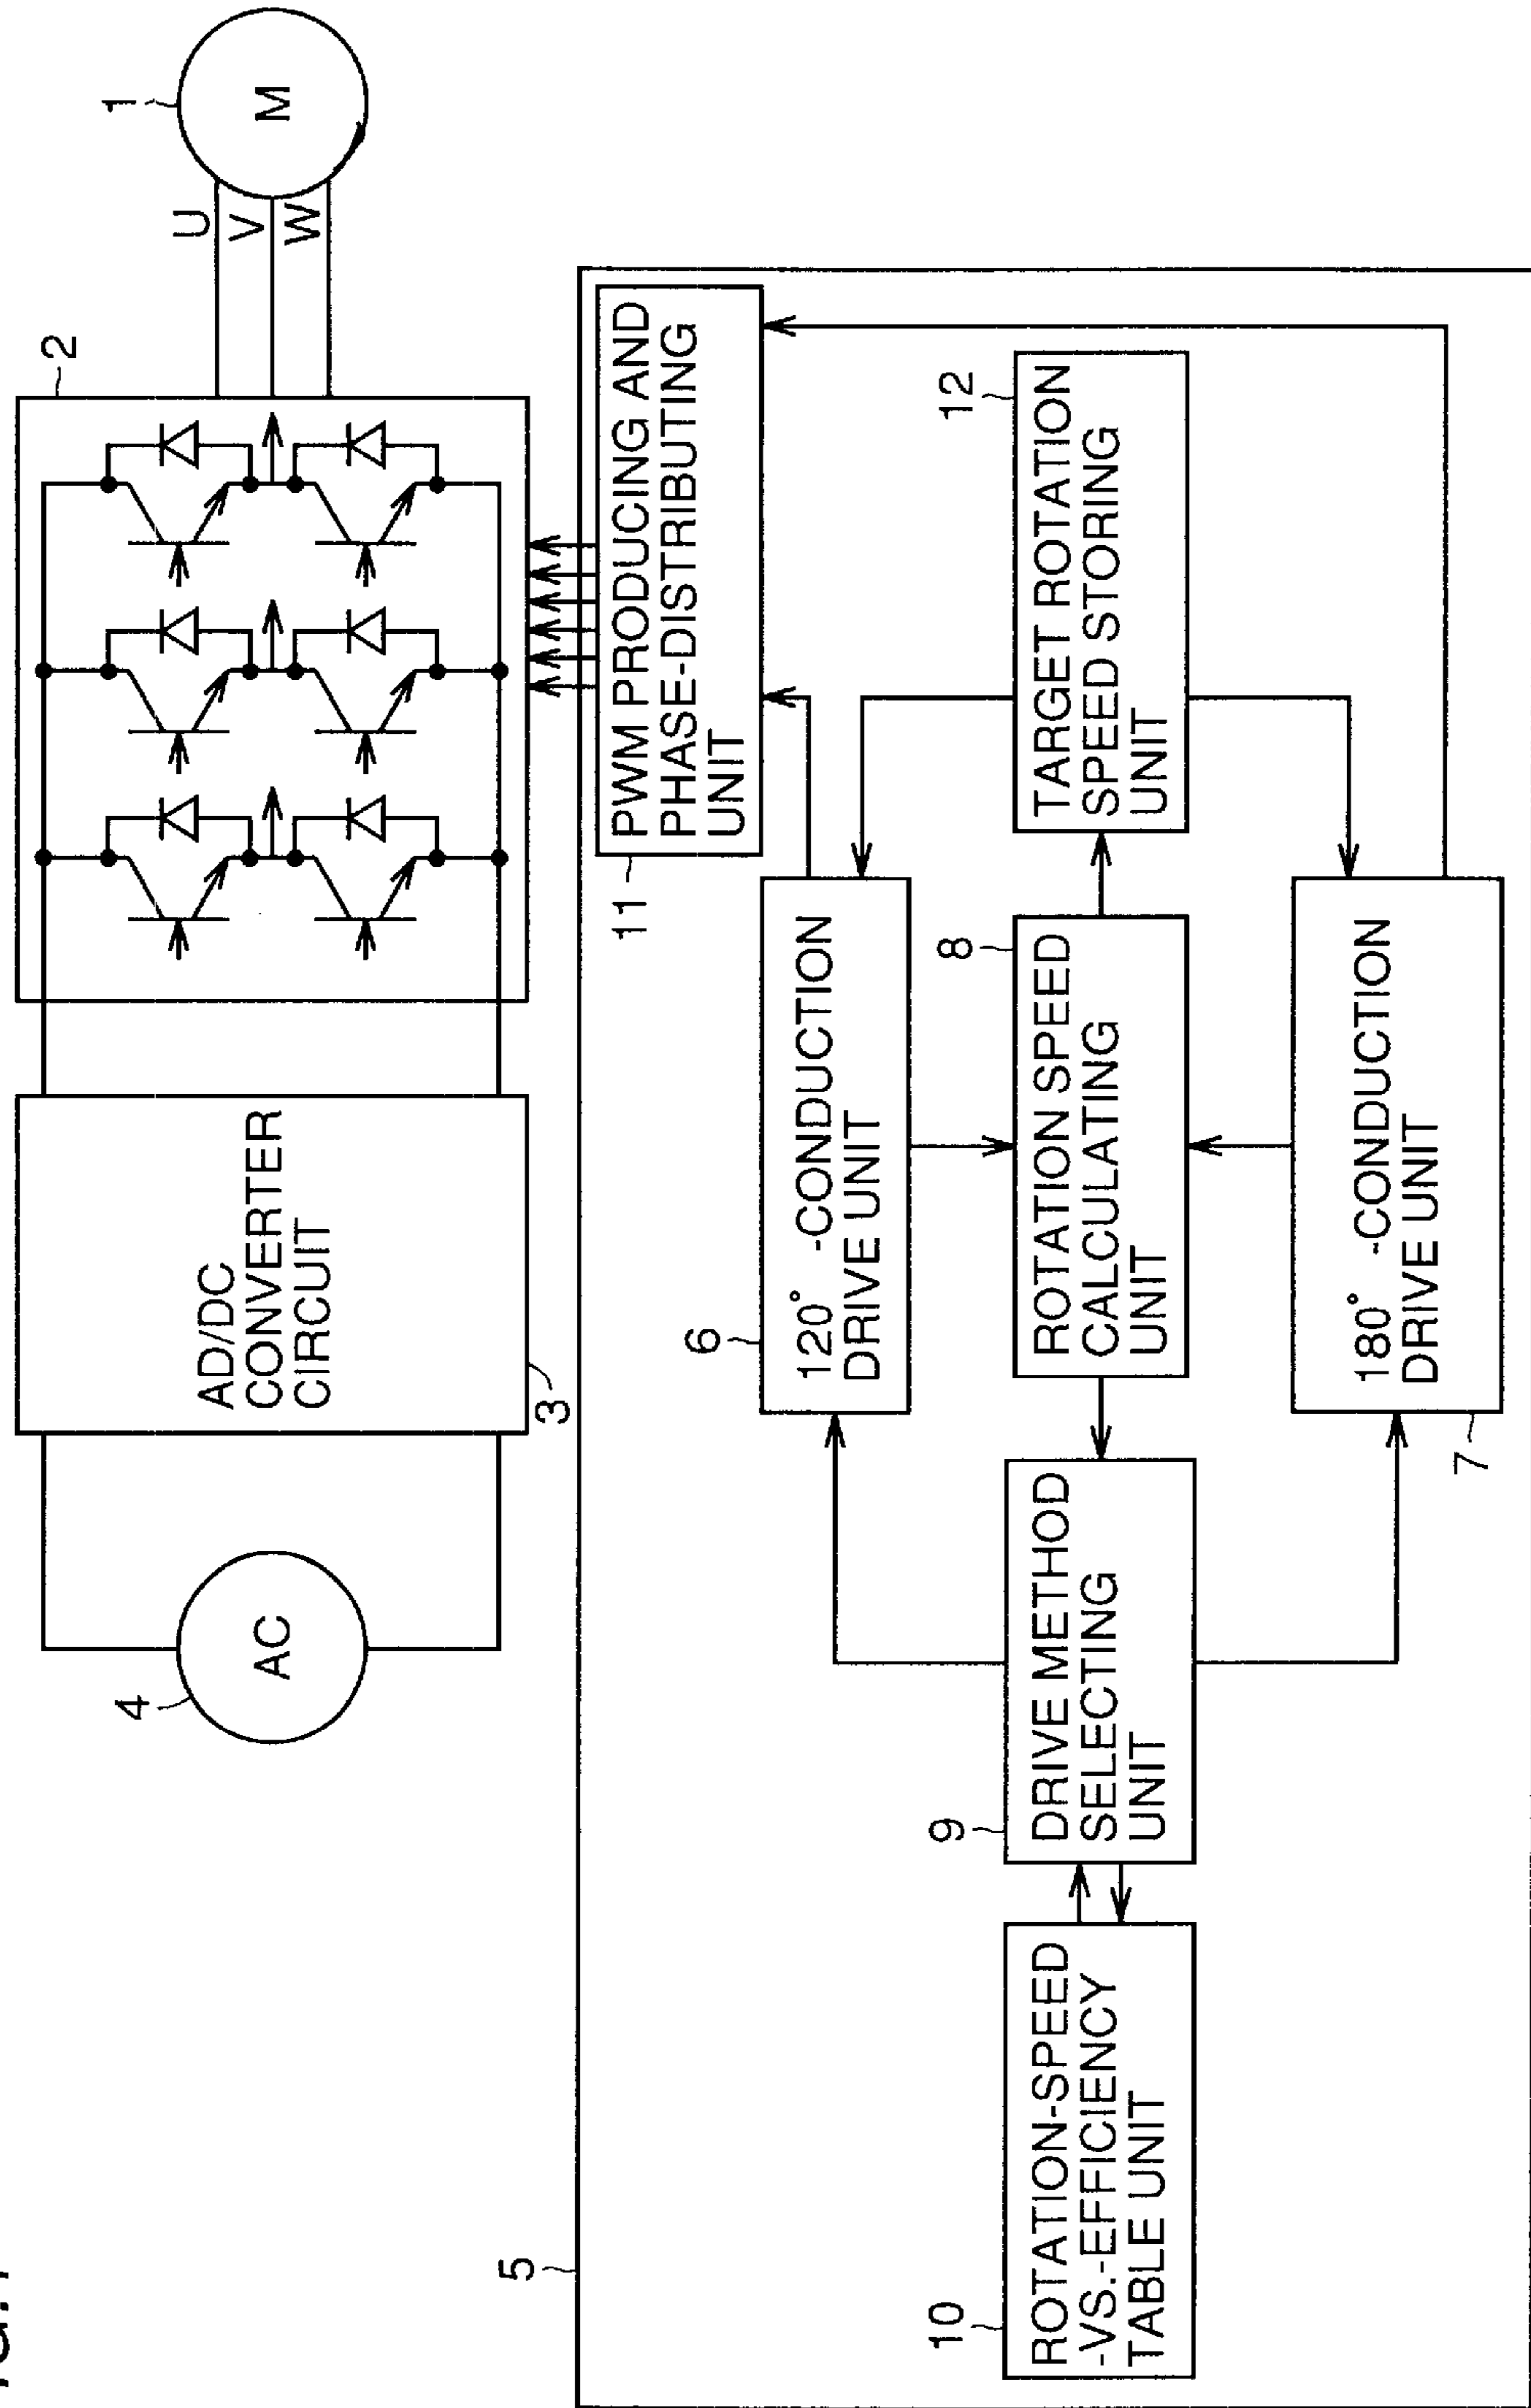 4
AC
AD/DC
CONVERTER
CIRCUIT
3
2
U
V
W
1
M
5
10
ROTATION-SPEED
-VS.-EFFICIENCY
TABLE UNIT
9
DRIVE METHOD
SELECTING
UNIT
6
120° -CONDUCTION
DRIVE UNIT
8
ROTATION SPEED
CALCULATING
UNIT
7
180° -CONDUCTION
DRIVE UNIT
11
PWM PRODUCING AND
PHASE-DISTRIBUTING
UNIT
12
TARGET ROTATION
SPEED STORING
UNIT